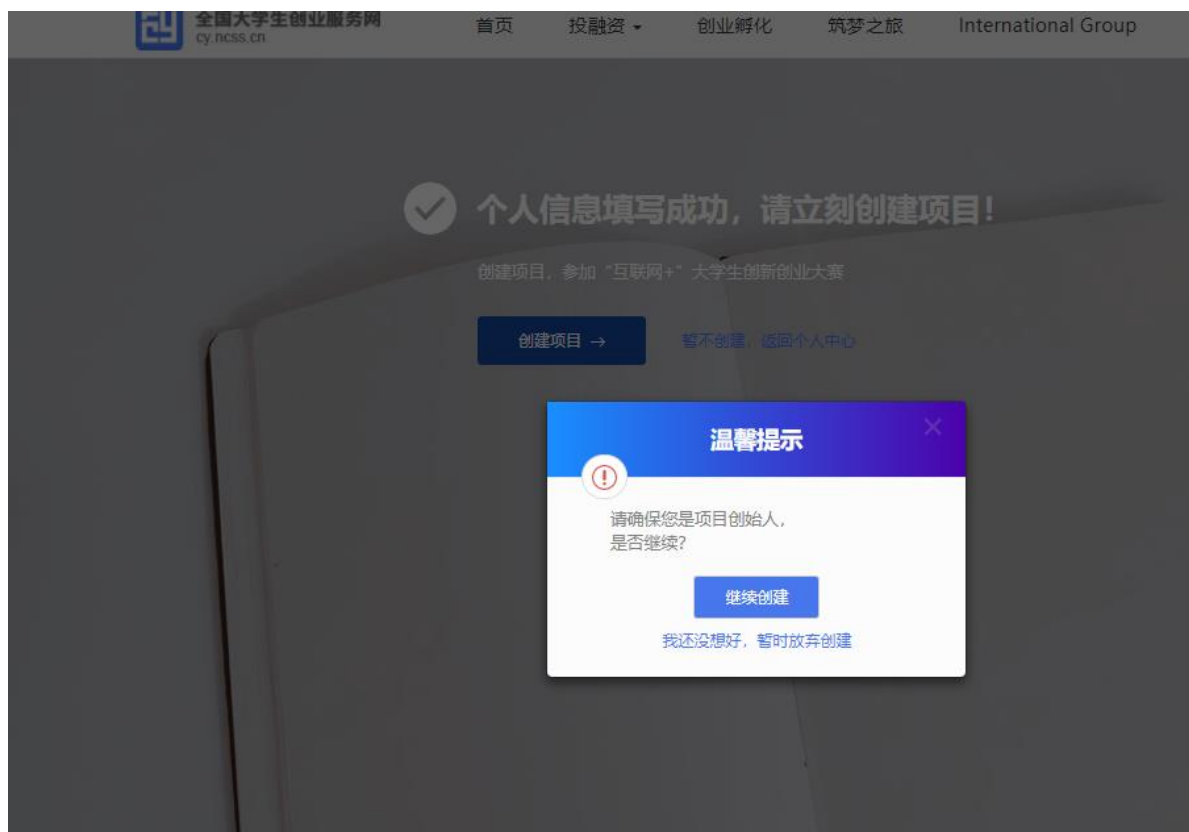 全国大学生创业服务网
cy.ncss.cn
首页 投融资 创业孵化 筑梦之旅 International Group
个人信息填写成功，请立刻创建项目！
创建项目，参加“互联网+”大学生创新创业大赛
创建项目 → 暂不创建，返回个人中心
温馨提示
请确保您是项目创始人，
是否继续？
继续创建
我还没想好，暂时放弃创建